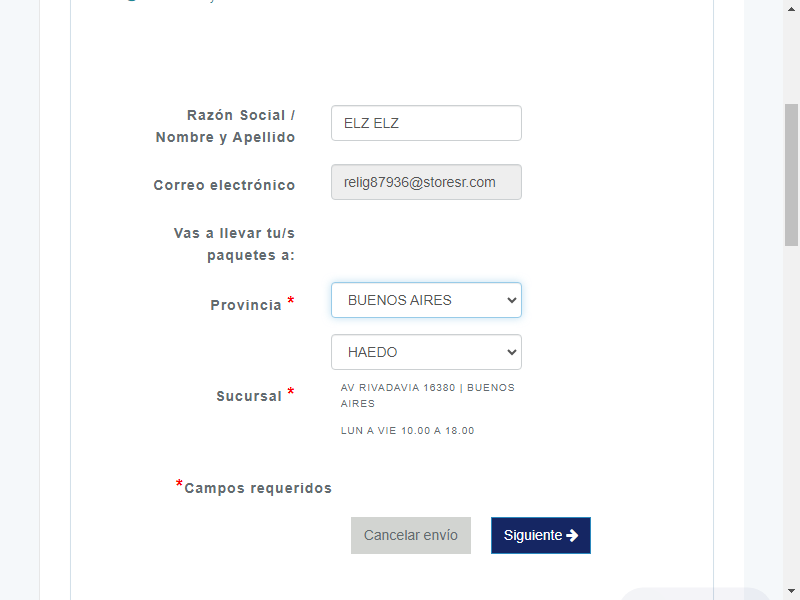 Razón Social /
Nombre y Apellido
ELZ ELZ
Correo electrónico
relig87936@storesr.com
Vas a llevar tu/s
paquetes a:
Provincia *
BUENOS AIRES
HAEDO
Sucursal *
AV RIVADAVIA 16380 | BUENOS
AIRES
LUN A VIE 10.00 A 18.00
*Campos requeridos
Cancelar envío
Siguiente